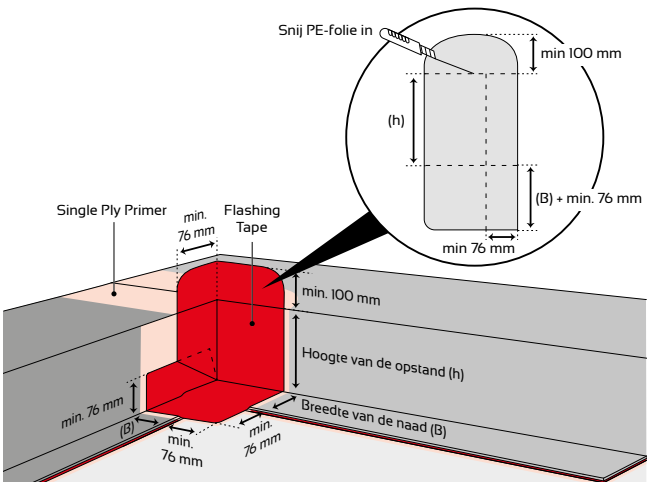 Snij PE-folie in
min 100 mm
(h)
(B) + min. 76 mm
min 76 mm
Single Ply Primer
min.
76 mm
Flashing
Tape
min. 100 mm
Hoogte van de opstand (h)
Breedte van de naad (B)
min. 76 mm
(B)
min.
76 mm
min.
76 mm